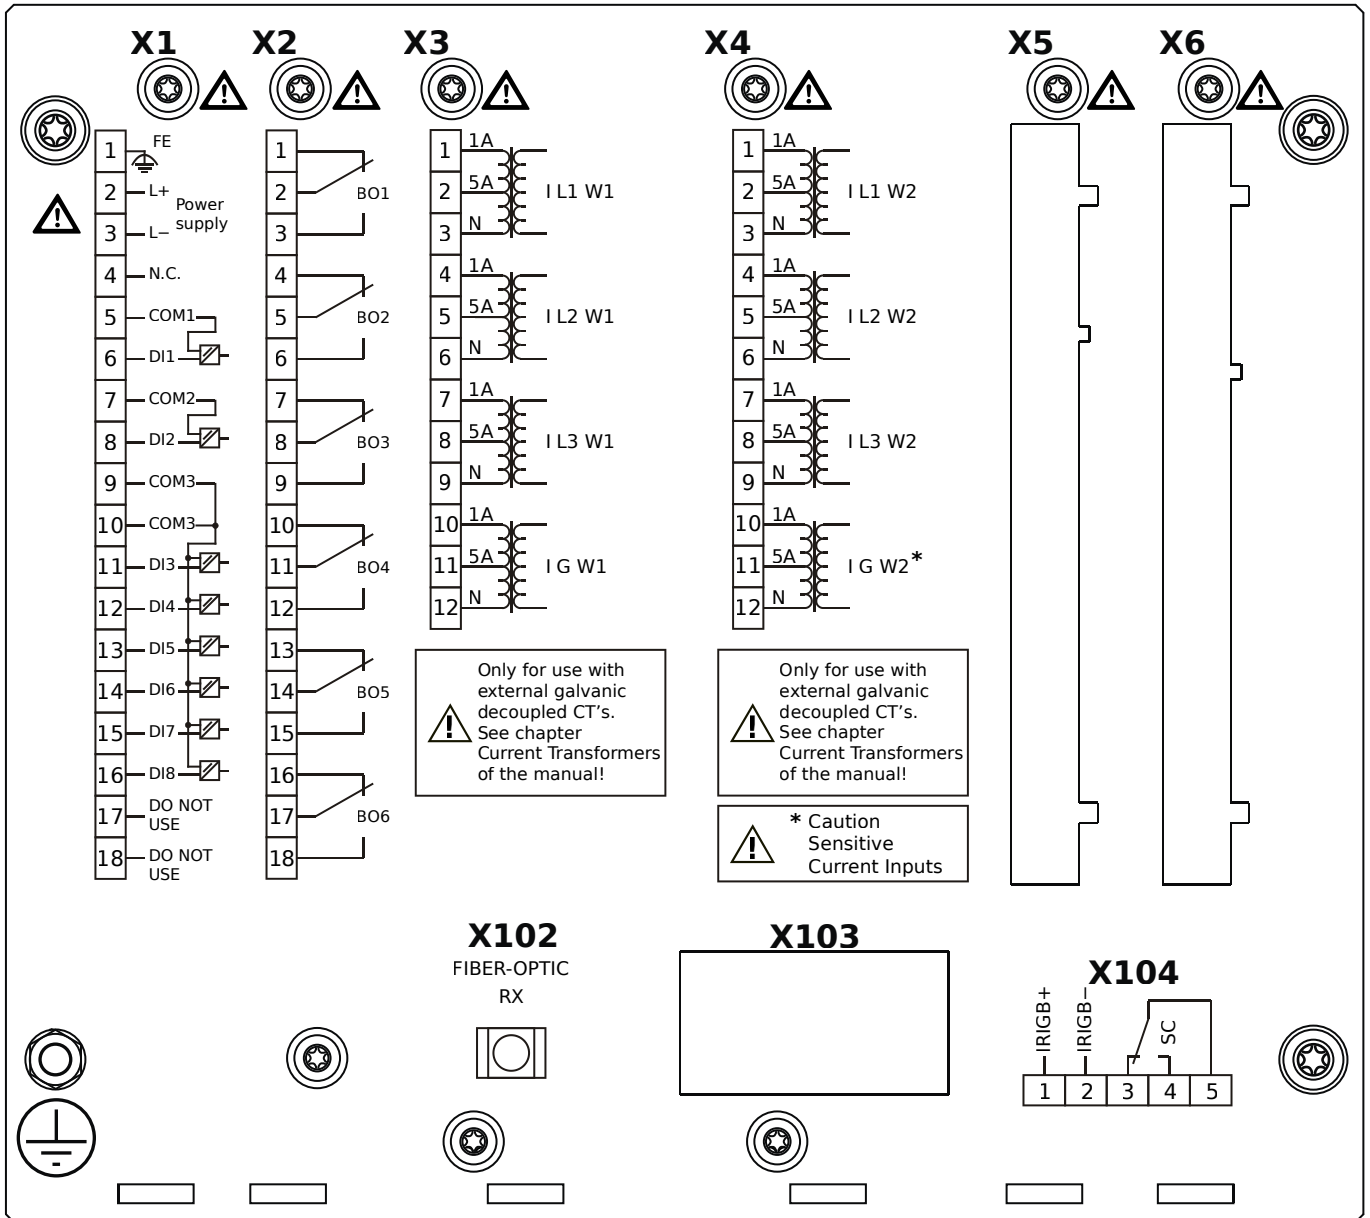 X1
X2
X3
X4
X5
X6
1
FE
2
L+
Power
supply
3
L−
4
N.C.
5
COM1
6
DI1
7
COM2
8
DI2
9
COM3
10
COM3
11
DI3
12
DI4
13
DI5
14
DI6
15
DI7
16
DI8
17
DO NOT
USE
18
DO NOT
USE
1
2
BO1
3
4
5
BO2
6
7
8
BO3
9
10
11
BO4
12
13
14
BO5
15
16
17
BO6
18
1 1A
2 5A I L1 W1
3 N
4 1A
5 5A I L2 W1
6 N
7 1A
8 5A I L3 W1
9 N
10 1A
11 5A I G W1
12 N
Only for use with
external galvanic
decoupled CT's.
See chapter
Current Transformers
of the manual!
1 1A
2 5A I L1 W2
3 N
4 1A
5 5A I L2 W2
6 N
7 1A
8 5A I L3 W2
9 N
10 1A
11 5A I G W2*
12 N
Only for use with
external galvanic
decoupled CT's.
See chapter
Current Transformers
of the manual!
* Caution
Sensitive
Current Inputs
X102
FIBER-OPTIC
RX
X103
X104
IRIGB+
IRIGB−
SC
1 2 3 4 5